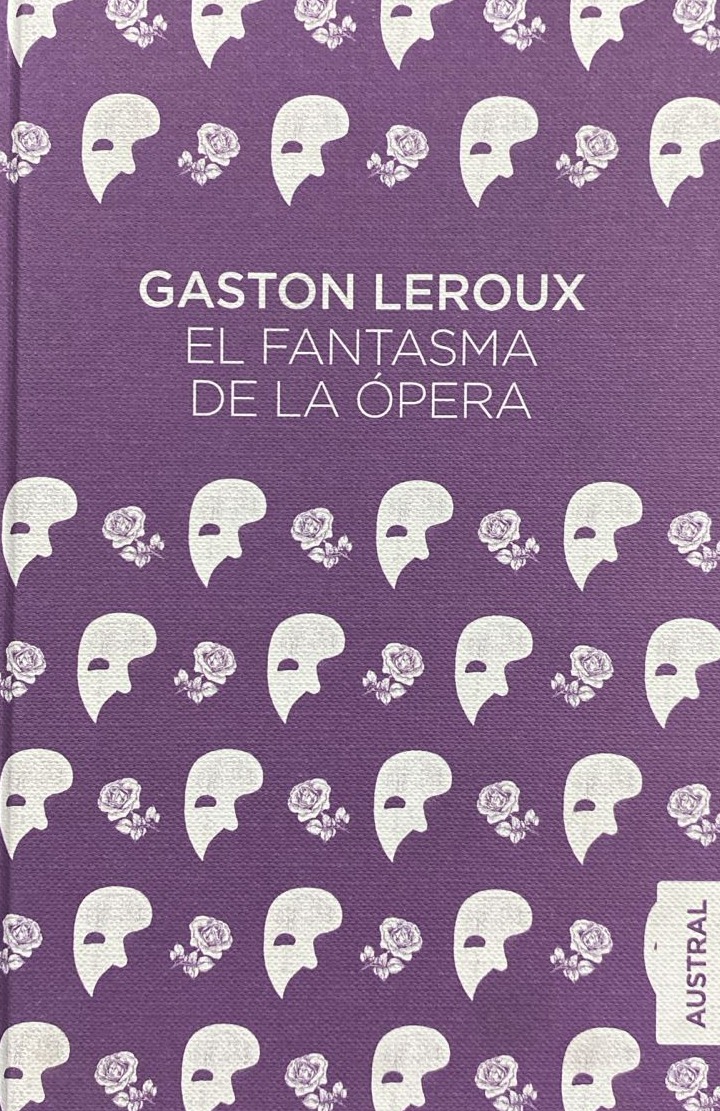 GASTON LEROUX
EL FANTASMA
DE LA ÓPERA
AUSTRAL